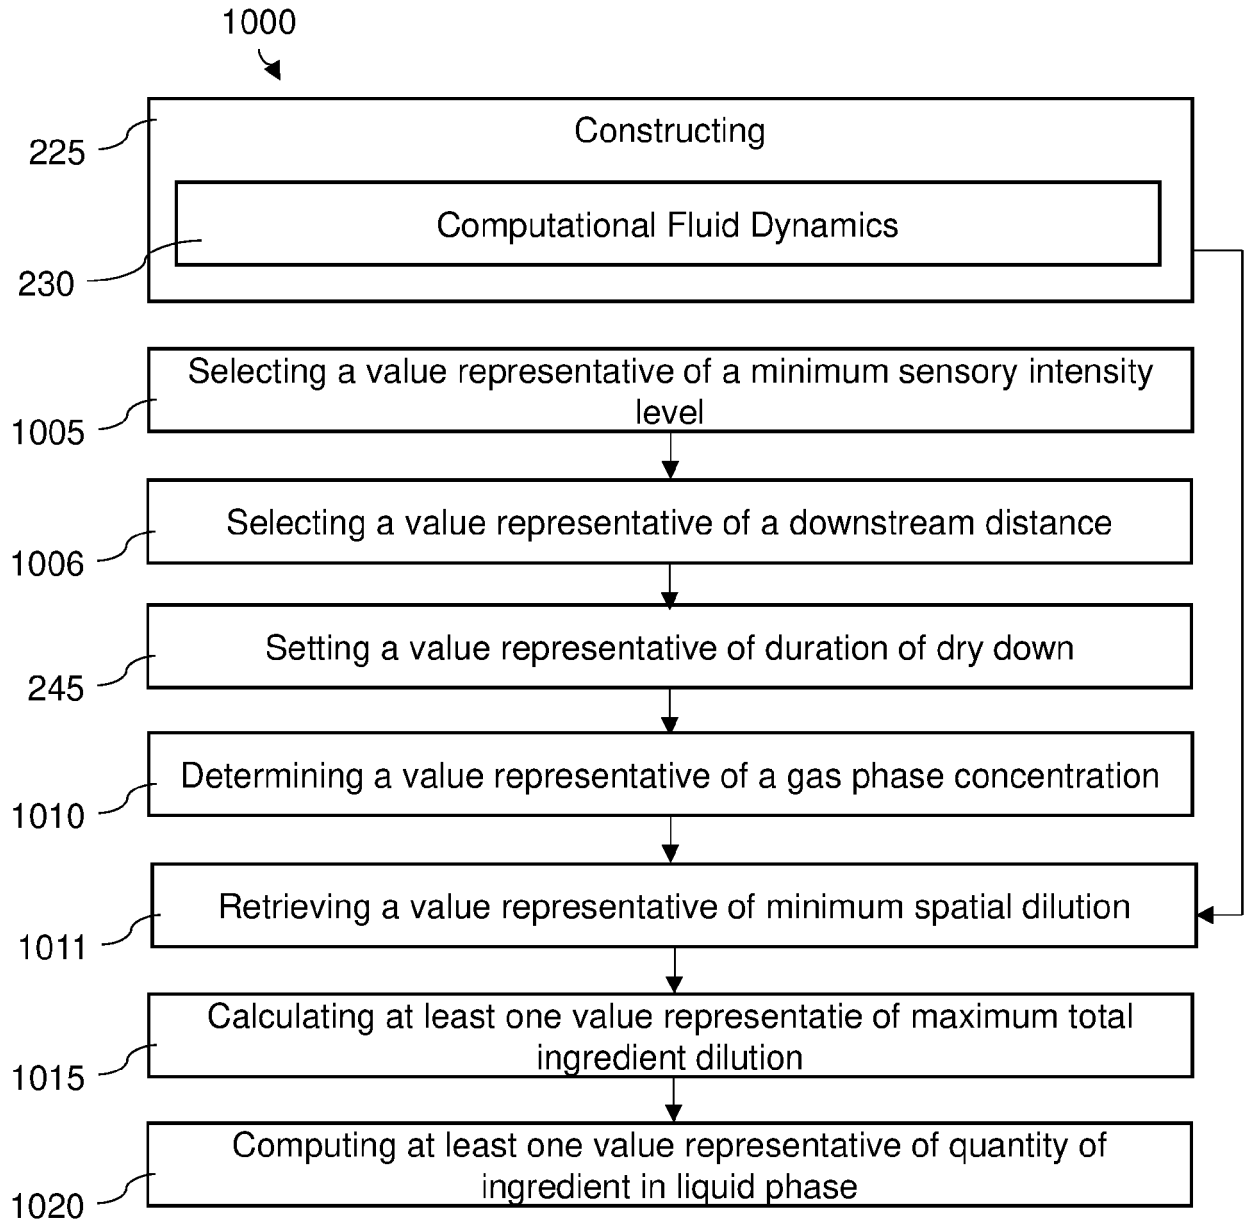 1000
225
Constructing
Computational Fluid Dynamics
230
Selecting a value representative of a minimum sensory intensity
level
1005
Selecting a value representative of a downstream distance
1006
Setting a value representative of duration of dry down
245
Determining a value representative of a gas phase concentration
1010
Retrieving a value representative of minimum spatial dilution
1011
Calculating at least one value representatie of maximum total
ingredient dilution
1015
Computing at least one value representative of quantity of
ingredient in liquid phase
1020